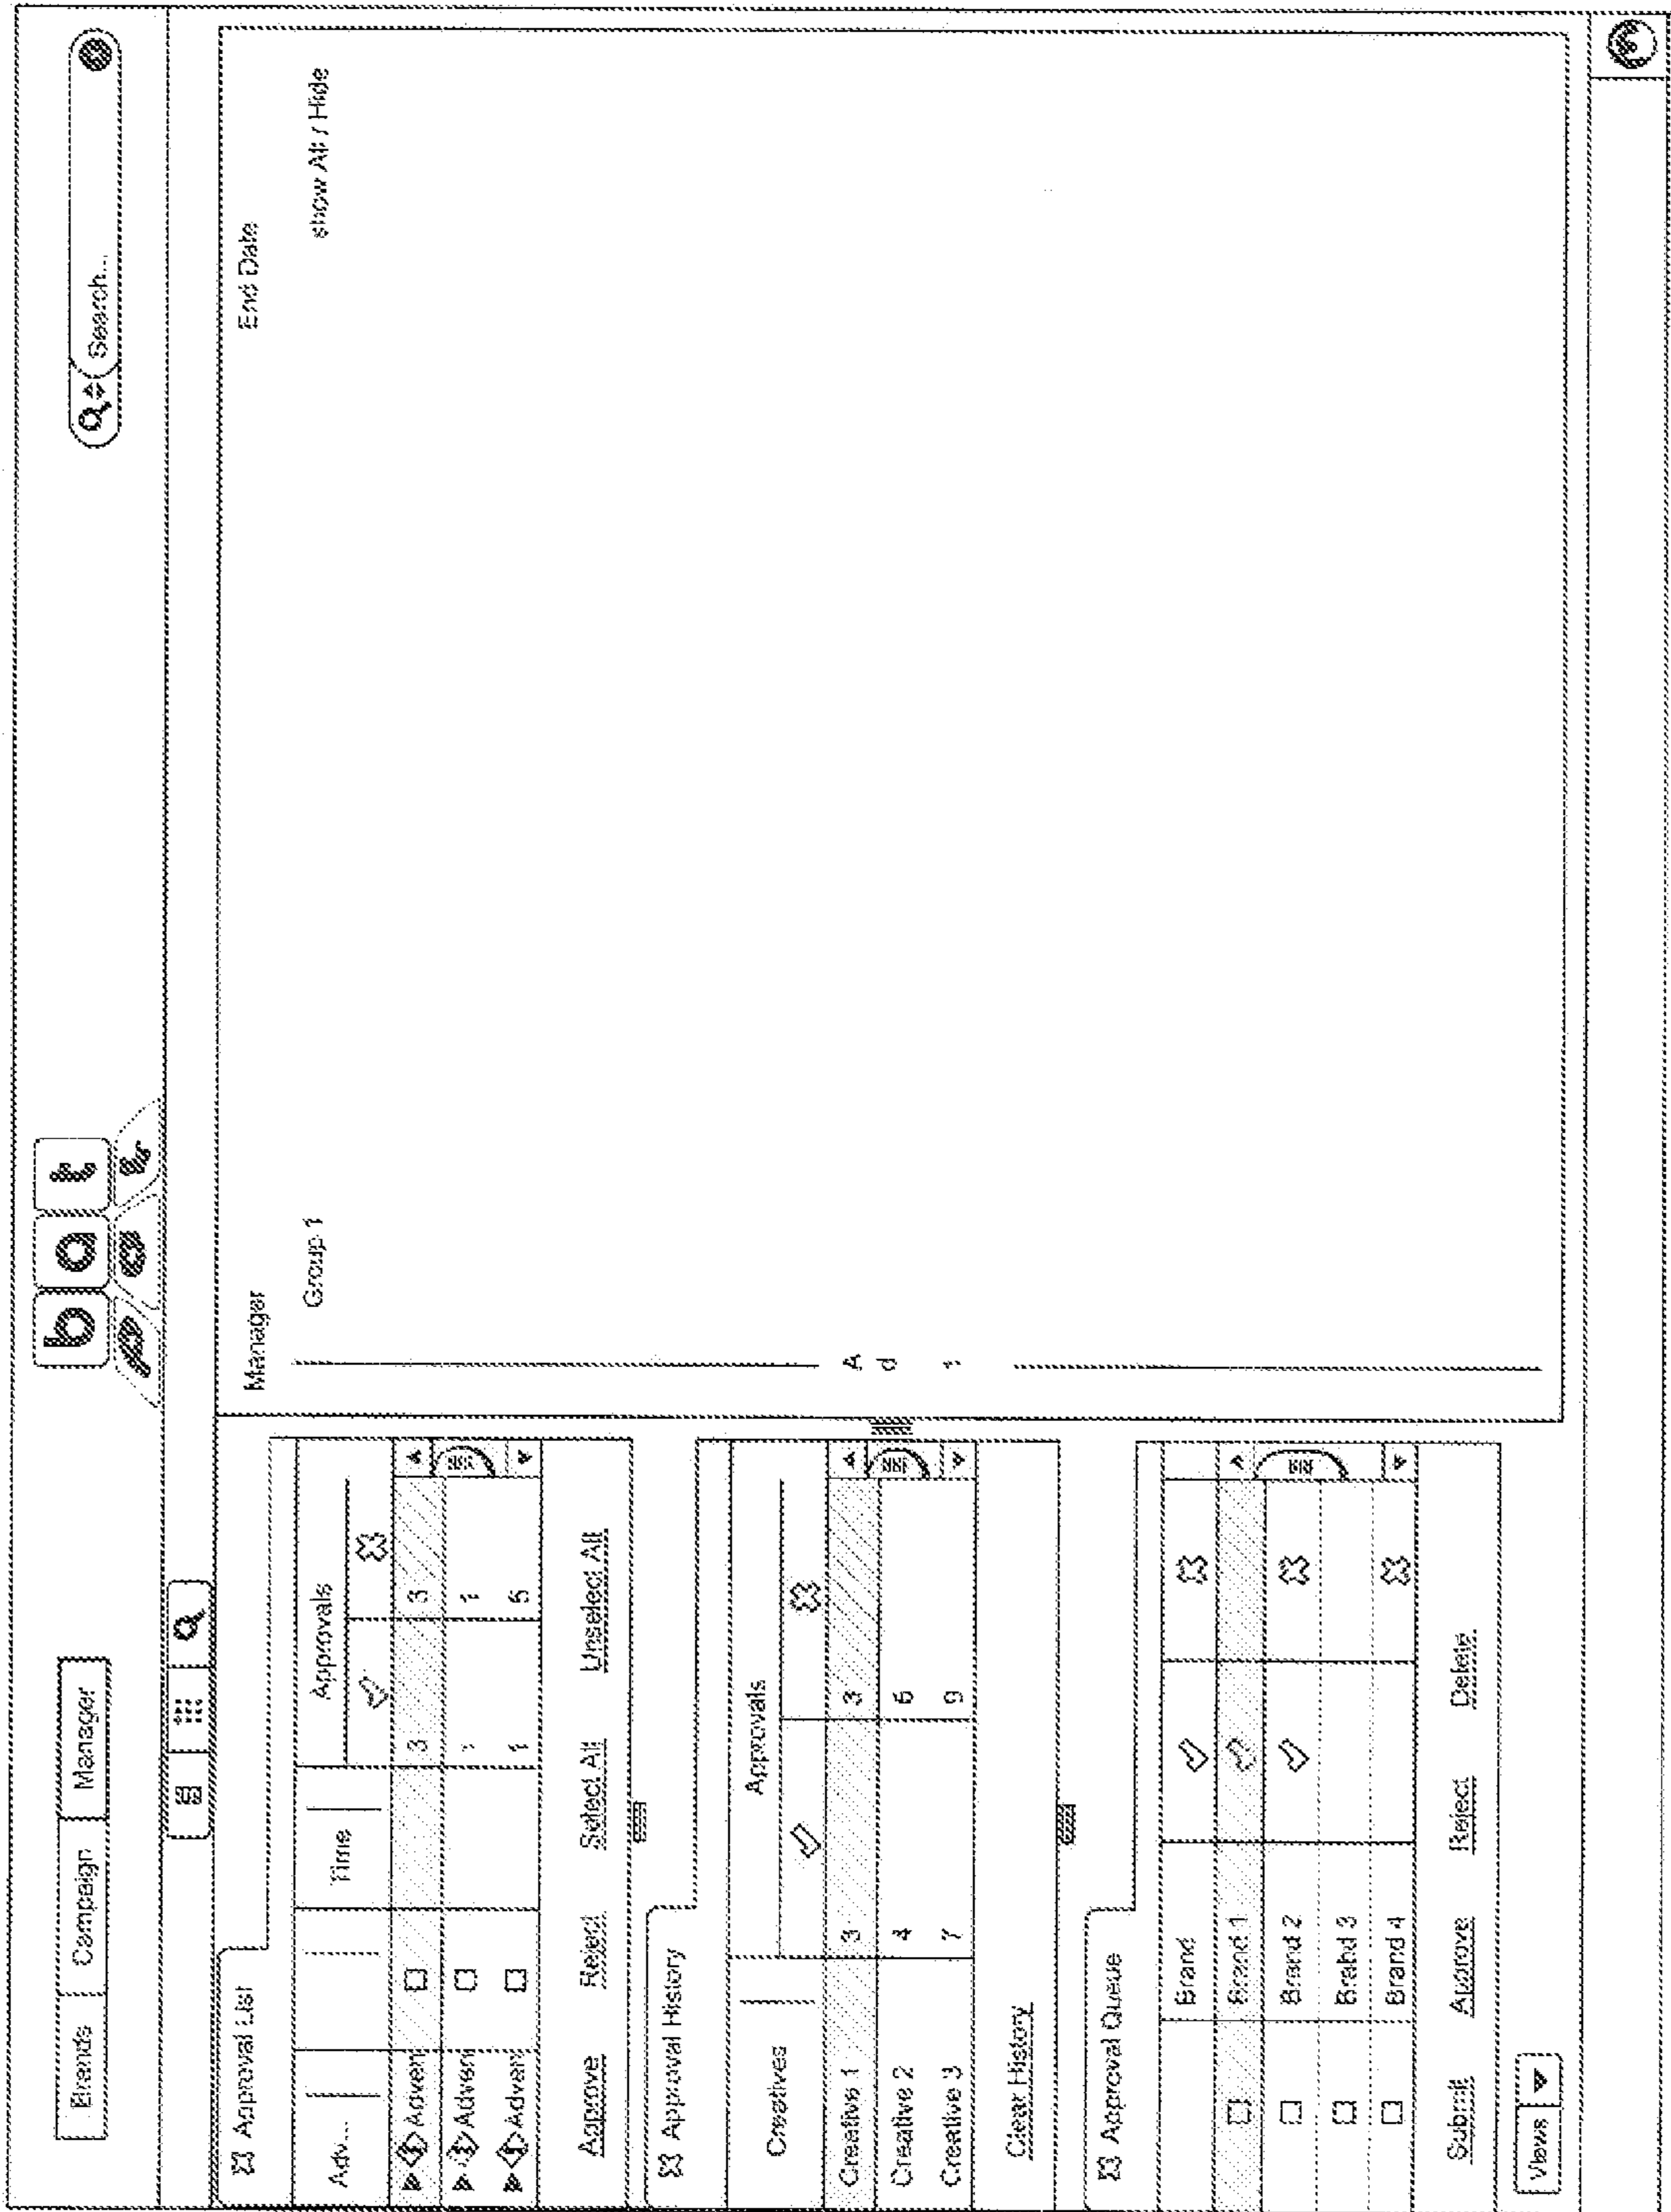 Brands Campaign Manager
b a t
Search...
Approval List
Adv... Time Approvals
Advert 3 3
Advert 1 1
Advert 1 5
Approve Reject Select All Unselect All
Approval History
Creatives Approvals
Creative 1 3 3
Creative 2 4 6
Creative 3 7 9
Clear History
Approval Queue
Brand
Brand 1
Brand 2
Brand 3
Brand 4
Submit Approve Reject Delete
Views
Manager End Date
Group 1 show All / Hide
A
d
1